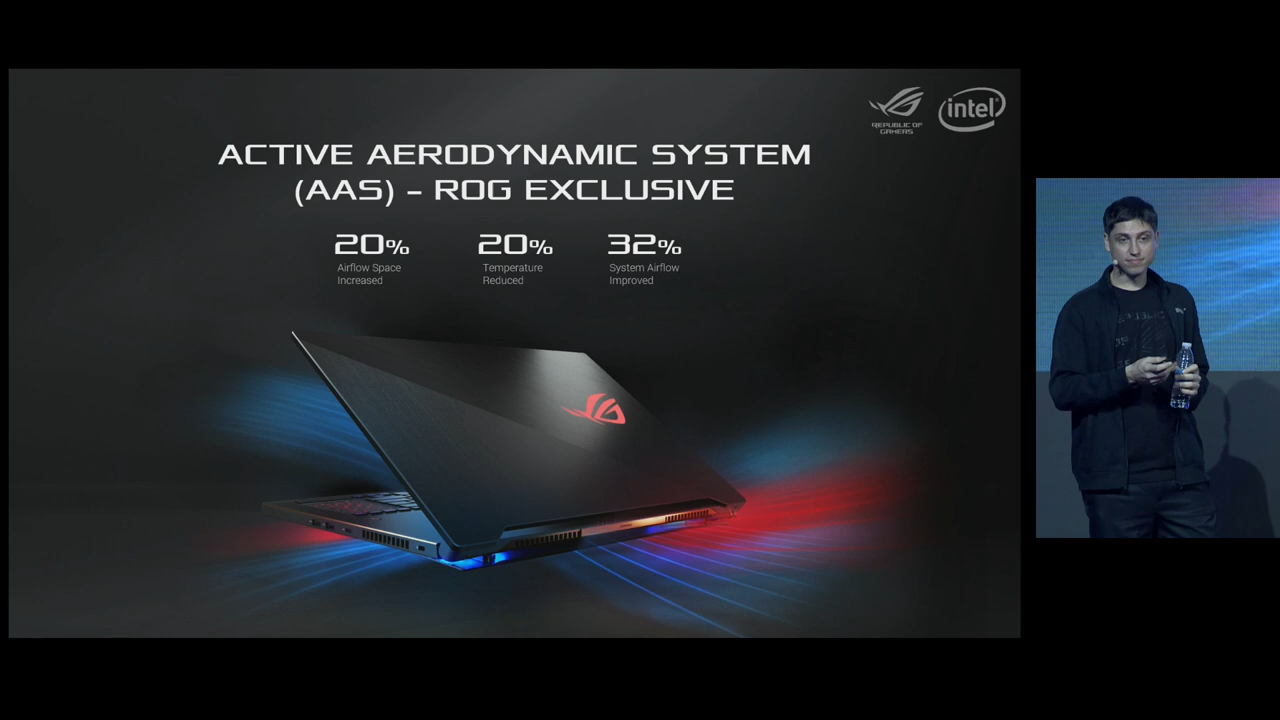 REPUBLIC OF
GAMERS
intel
ACTIVE AERODYNAMIC SYSTEM
(AAS) – ROG EXCLUSIVE
20%
20%
32%
Airflow Space
Increased
Temperature
Reduced
System Airflow
Improved